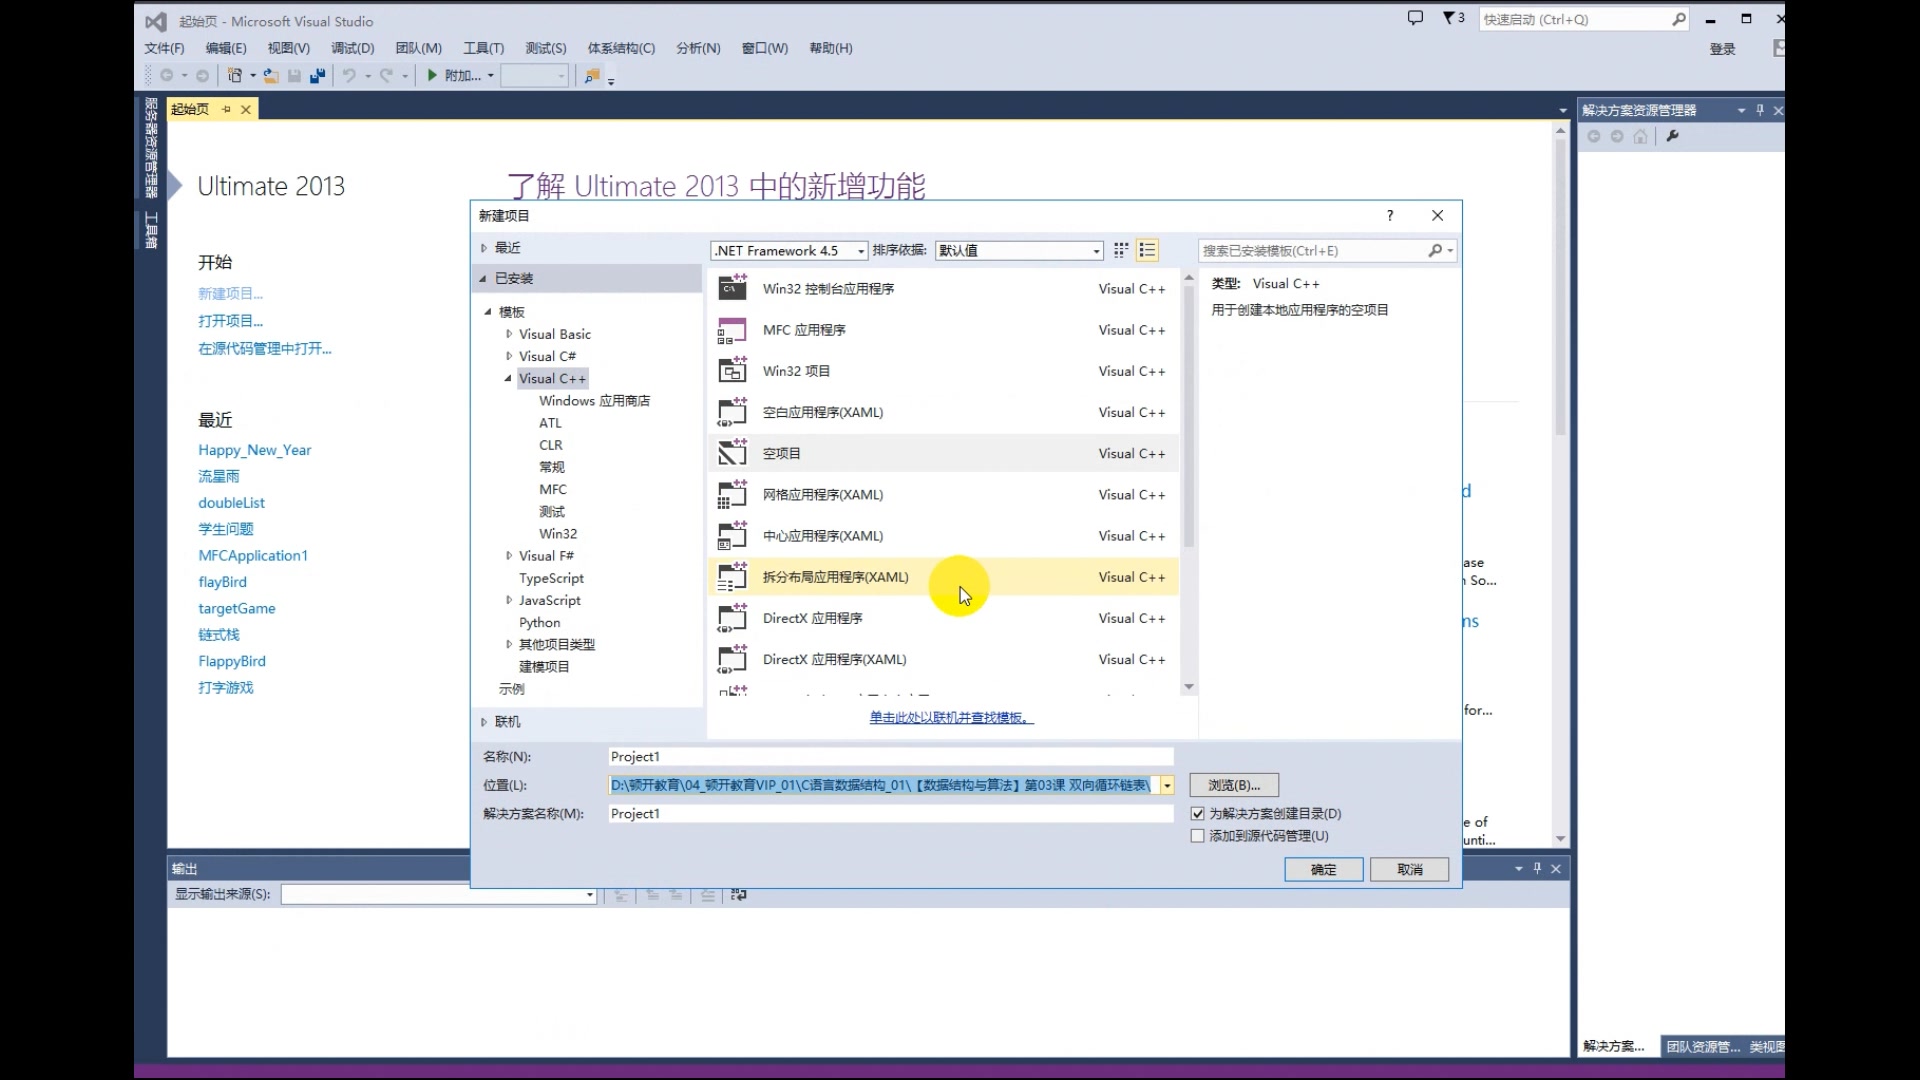 起始页 - Microsoft Visual Studio
3
快速启动 (Ctrl+Q)
文件(F) 编辑(E) 视图(V) 调试(D) 团队(M) 工具(T) 测试(S) 体系结构(C) 分析(N) 窗口(W) 帮助(H)
登录
附加...
服务器资源管理器
工具箱
起始页
解决方案资源管理器
Ultimate 2013
了解 Ultimate 2013 中的新增功能
开始
新建项目...
打开项目...
在源代码管理中打开...
最近
Happy_New_Year
流星雨
doubleList
学生问题
MFCApplication1
flayBird
targetGame
链式栈
FlappyBird
打字游戏
新建项目
?
最近
已安装
模板
Visual Basic
Visual C#
Visual C++
Windows 应用商店
ATL
CLR
常规
MFC
测试
Win32
Visual F#
TypeScript
JavaScript
Python
其他项目类型
建模项目
示例
联机
.NET Framework 4.5 排序依据: 默认值
搜索已安装模板(Ctrl+E)
Win32 控制台应用程序 Visual C++
MFC 应用程序 Visual C++
Win32 项目 Visual C++
空白应用程序(XAML) Visual C++
空项目 Visual C++
网格应用程序(XAML) Visual C++
中心应用程序(XAML) Visual C++
拆分布局应用程序(XAML) Visual C++
DirectX 应用程序 Visual C++
DirectX 应用程序(XAML) Visual C++
单击此处以联机并查找模板。
类型: Visual C++
用于创建本地应用程序的空项目
名称(N): Project1
位置(L): D:\顿开教育\04_顿开教育VIP_01\C语言数据结构_01\【数据结构与算法】第03课 双向循环链表\
浏览(B)...
解决方案名称(M): Project1
为解决方案创建目录(D)
添加到源代码管理(U)
确定 取消
d
ase
n So...
ms
for...
e of
unti...
输出
显示输出来源(S):
解决方案... 团队资源管... 类视图